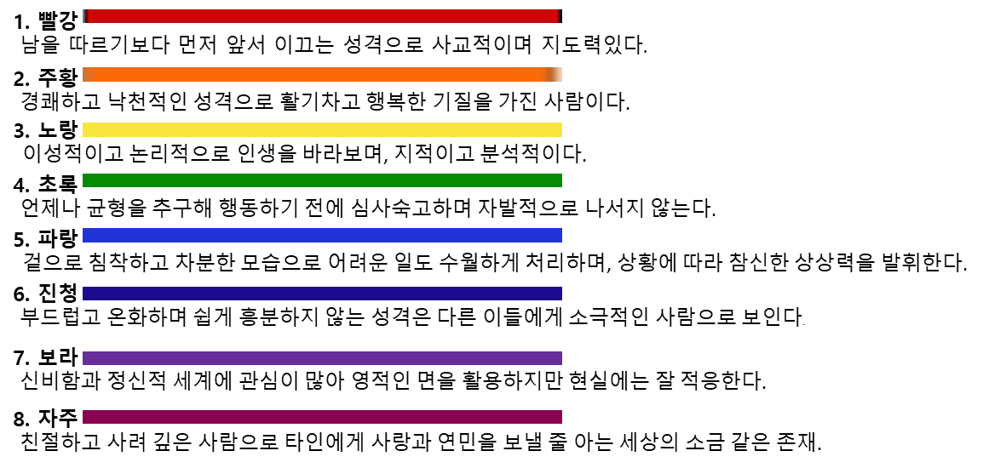 1. 빨강
남을 따르기보다 먼저 앞서 이끄는 성격으로 사교적이며 지도력있다.
2. 주황
경쾌하고 낙천적인 성격으로 활기차고 행복한 기질을 가진 사람이다.
3. 노랑
이성적이고 논리적으로 인생을 바라보며, 지적이고 분석적이다.
4. 초록
언제나 균형을 추구해 행동하기 전에 심사숙고하며 자발적으로 나서지 않는다.
5. 파랑
겉으로 침착하고 차분한 모습으로 어려운 일도 수월하게 처리하며, 상황에 따라 참신한 상상력을 발휘한다.
6. 진청
부드럽고 온화하며 쉽게 흥분하지 않는 성격은 다른 이들에게 소극적인 사람으로 보인다.
7. 보라
신비함과 정신적 세계에 관심이 많아 영적인 면을 활용하지만 현실에는 잘 적응한다.
8. 자주
친절하고 사려 깊은 사람으로 타인에게 사랑과 연민을 보낼 줄 아는 세상의 소금 같은 존재.